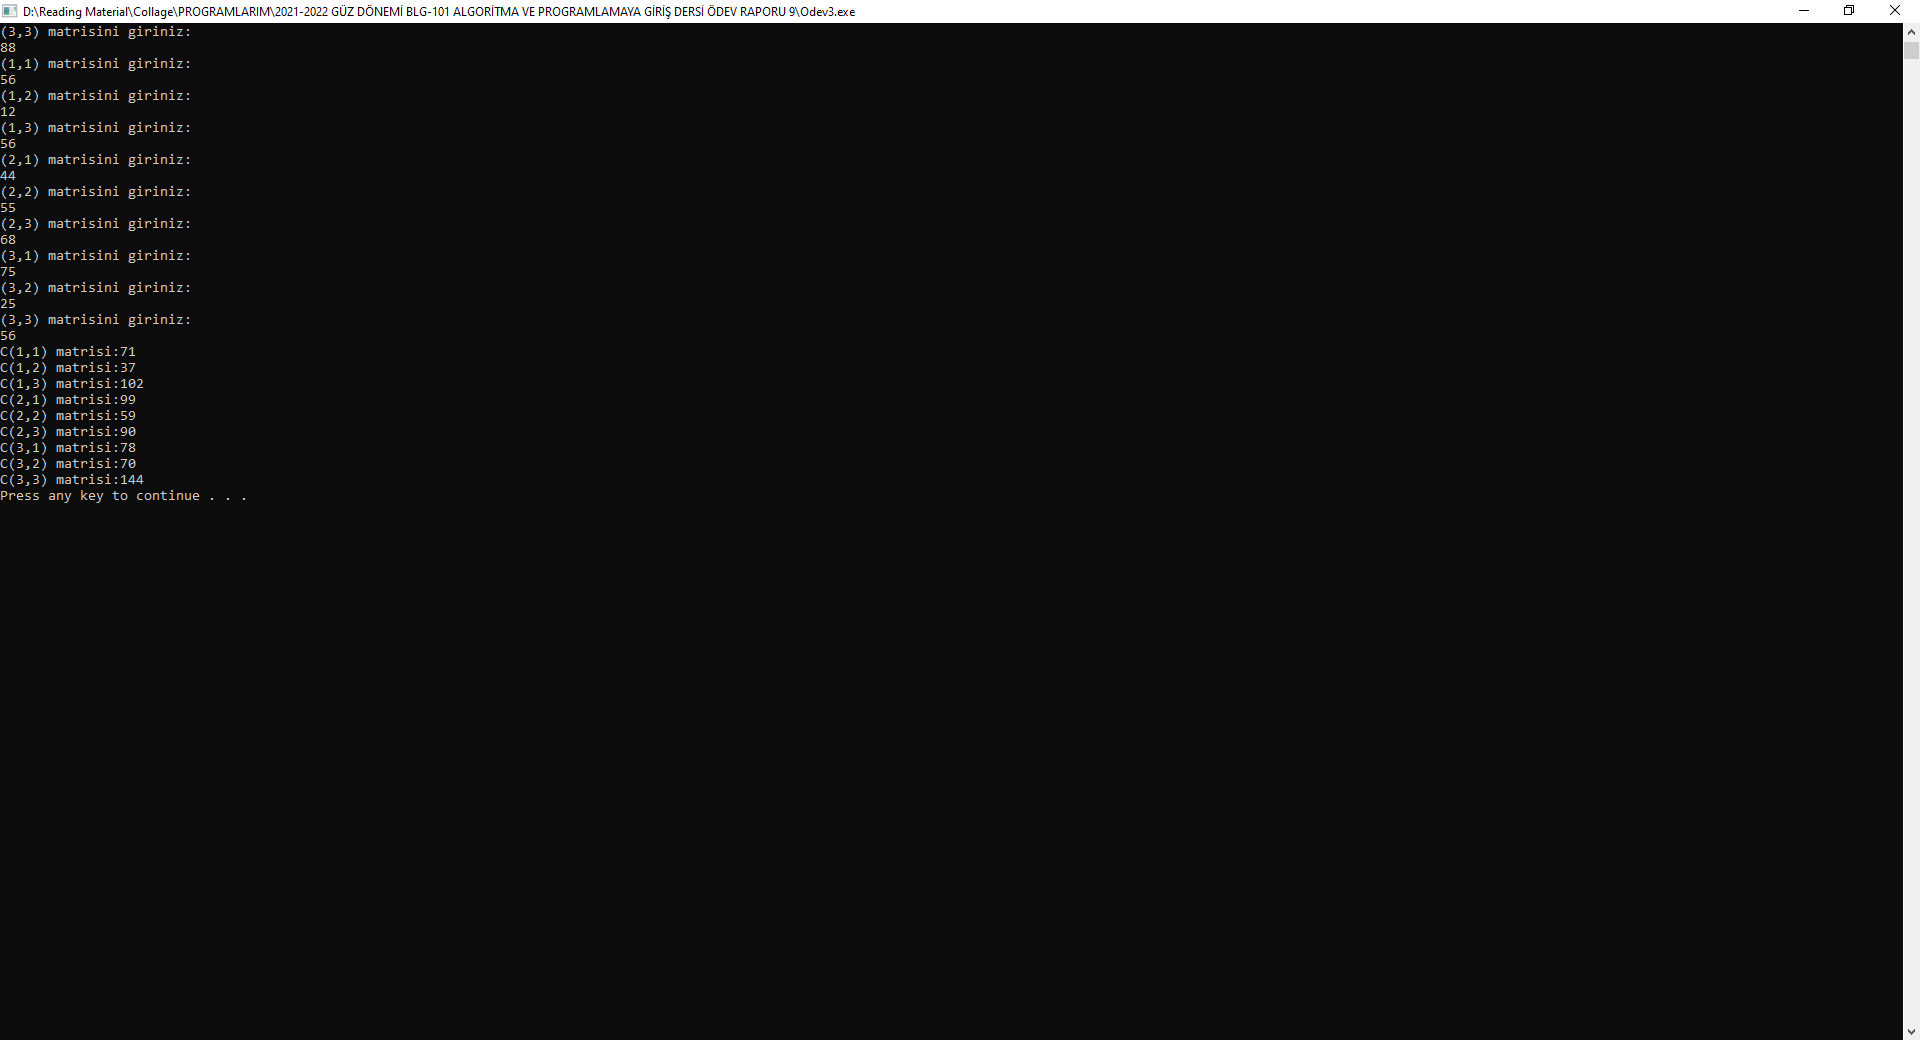 D:\Reading Material\Collage\PROGRAMLARIM\2021-2022 GÜZ DÖNEMİ BLG-101 ALGORİTMA VE PROGRAMLAMAYA GİRİŞ DERSİ ÖDEV RAPORU 9\Odev3.exe
(3,3) matrisini giriniz:
88
(1,1) matrisini giriniz:
56
(1,2) matrisini giriniz:
12
(1,3) matrisini giriniz:
56
(2,1) matrisini giriniz:
44
(2,2) matrisini giriniz:
55
(2,3) matrisini giriniz:
68
(3,1) matrisini giriniz:
75
(3,2) matrisini giriniz:
25
(3,3) matrisini giriniz:
56
C(1,1) matrisi:71
C(1,2) matrisi:37
C(1,3) matrisi:102
C(2,1) matrisi:99
C(2,2) matrisi:59
C(2,3) matrisi:90
C(3,1) matrisi:78
C(3,2) matrisi:70
C(3,3) matrisi:144
Press any key to continue . . .